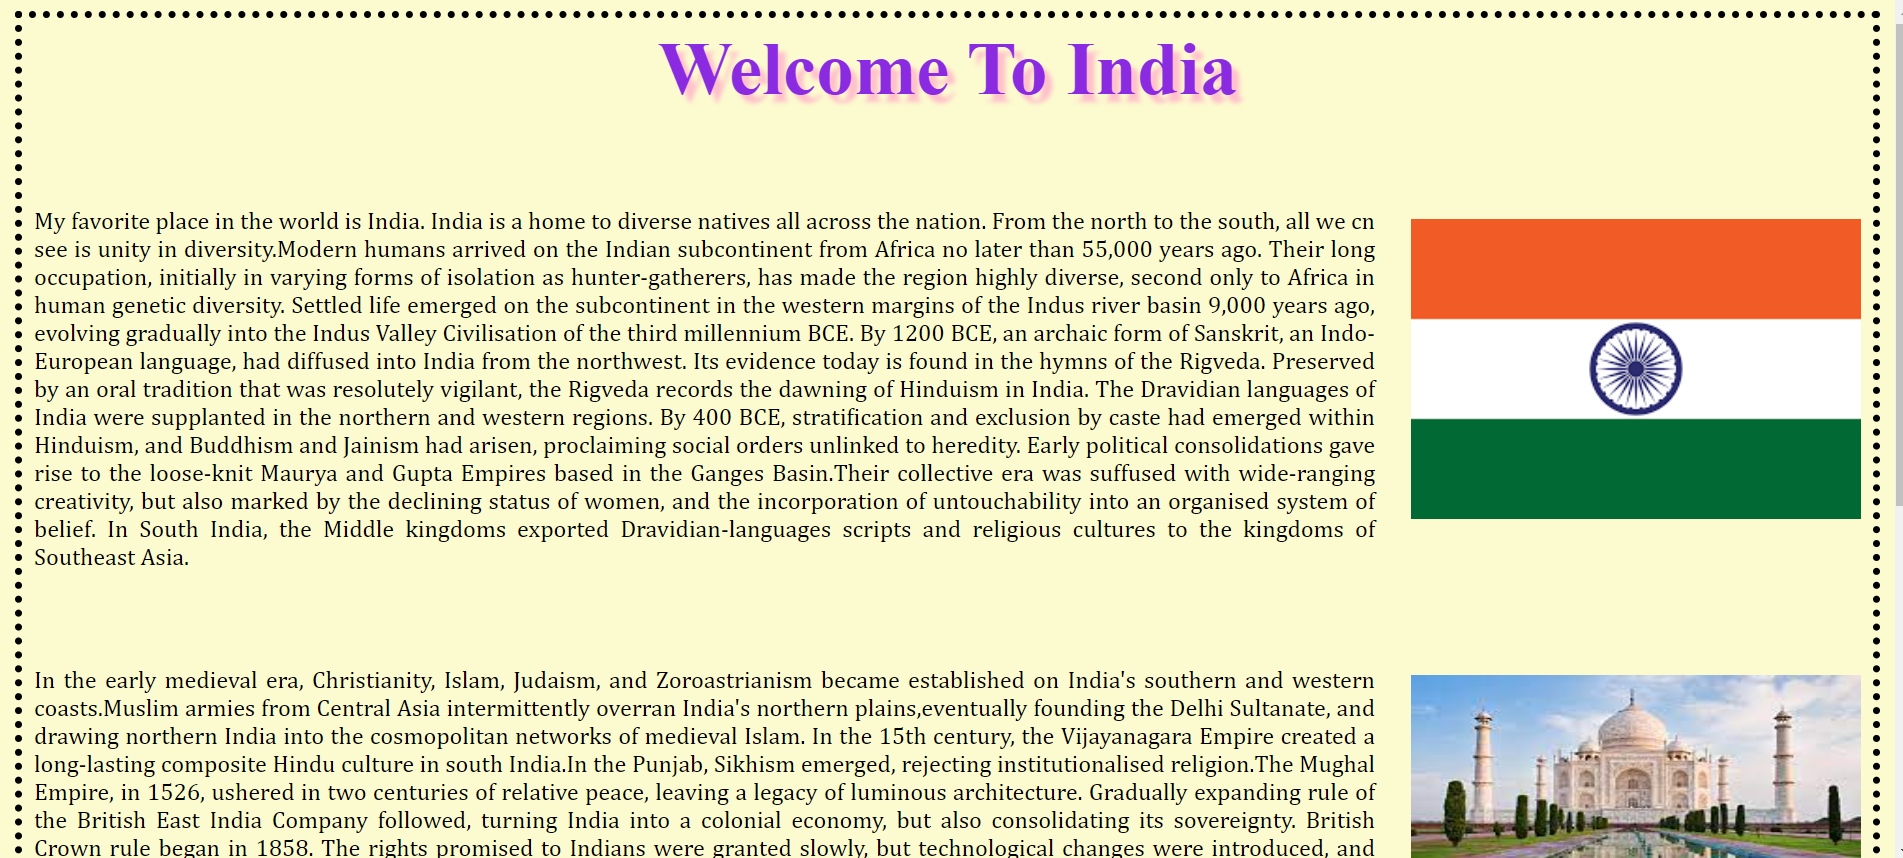 Welcome To India
My favorite place in the world is India. India is a home to diverse natives all across the nation. From the north to the south, all we cn
see is unity in diversity.Modern humans arrived on the Indian subcontinent from Africa no later than 55,000 years ago. Their long
occupation, initially in varying forms of isolation as hunter-gatherers, has made the region highly diverse, second only to Africa in
human genetic diversity. Settled life emerged on the subcontinent in the western margins of the Indus river basin 9,000 years ago,
evolving gradually into the Indus Valley Civilisation of the third millennium BCE. By 1200 BCE, an archaic form of Sanskrit, an Indo-
European language, had diffused into India from the northwest. Its evidence today is found in the hymns of the Rigveda. Preserved
by an oral tradition that was resolutely vigilant, the Rigveda records the dawning of Hinduism in India. The Dravidian languages of
India were supplanted in the northern and western regions. By 400 BCE, stratification and exclusion by caste had emerged within
Hinduism, and Buddhism and Jainism had arisen, proclaiming social orders unlinked to heredity. Early political consolidations gave
rise to the loose-knit Maurya and Gupta Empires based in the Ganges Basin.Their collective era was suffused with wide-ranging
creativity, but also marked by the declining status of women, and the incorporation of untouchability into an organised system of
belief. In South India, the Middle kingdoms exported Dravidian-languages scripts and religious cultures to the kingdoms of
Southeast Asia.
In the early medieval era, Christianity, Islam, Judaism, and Zoroastrianism became established on India's southern and western
coasts.Muslim armies from Central Asia intermittently overran India's northern plains,eventually founding the Delhi Sultanate, and
drawing northern India into the cosmopolitan networks of medieval Islam. In the 15th century, the Vijayanagara Empire created a
long-lasting composite Hindu culture in south India.In the Punjab, Sikhism emerged, rejecting institutionalised religion.The Mughal
Empire, in 1526, ushered in two centuries of relative peace, leaving a legacy of luminous architecture. Gradually expanding rule of
the British East India Company followed, turning India into a colonial economy, but also consolidating its sovereignty. British
Crown rule began in 1858. The rights promised to Indians were granted slowly, but technological changes were introduced, and